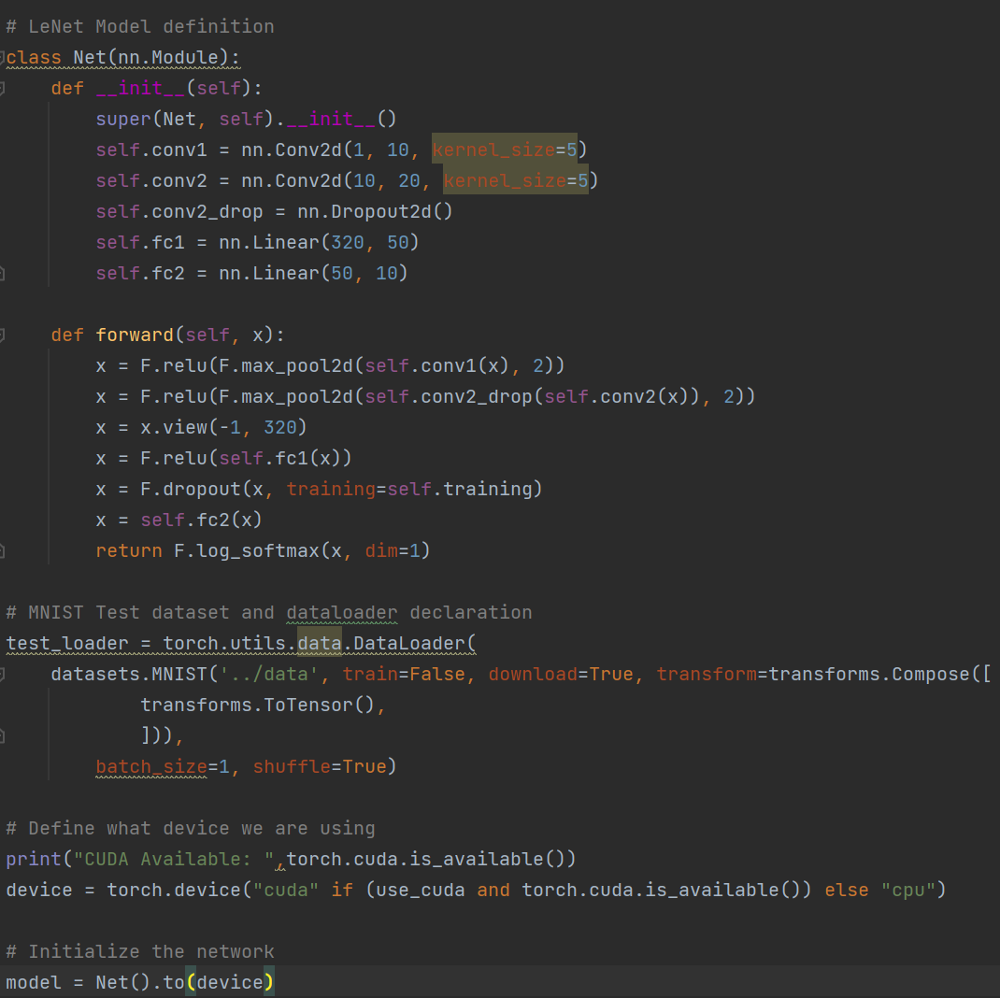 # LeNet Model definition
class Net(nn.Module):
    def __init__(self):
        super(Net, self).__init__()
        self.conv1 = nn.Conv2d(1, 10, kernel_size=5)
        self.conv2 = nn.Conv2d(10, 20, kernel_size=5)
        self.conv2_drop = nn.Dropout2d()
        self.fc1 = nn.Linear(320, 50)
        self.fc2 = nn.Linear(50, 10)

    def forward(self, x):
        x = F.relu(F.max_pool2d(self.conv1(x), 2))
        x = F.relu(F.max_pool2d(self.conv2_drop(self.conv2(x)), 2))
        x = x.view(-1, 320)
        x = F.relu(self.fc1(x))
        x = F.dropout(x, training=self.training)
        x = self.fc2(x)
        return F.log_softmax(x, dim=1)

# MNIST Test dataset and dataloader declaration
test_loader = torch.utils.data.DataLoader(
    datasets.MNIST('../data', train=False, download=True, transform=transforms.Compose([
            transforms.ToTensor(),
            ])),
        batch_size=1, shuffle=True)

# Define what device we are using
print("CUDA Available: ",torch.cuda.is_available())
device = torch.device("cuda" if (use_cuda and torch.cuda.is_available()) else "cpu")

# Initialize the network
model = Net().to(device)